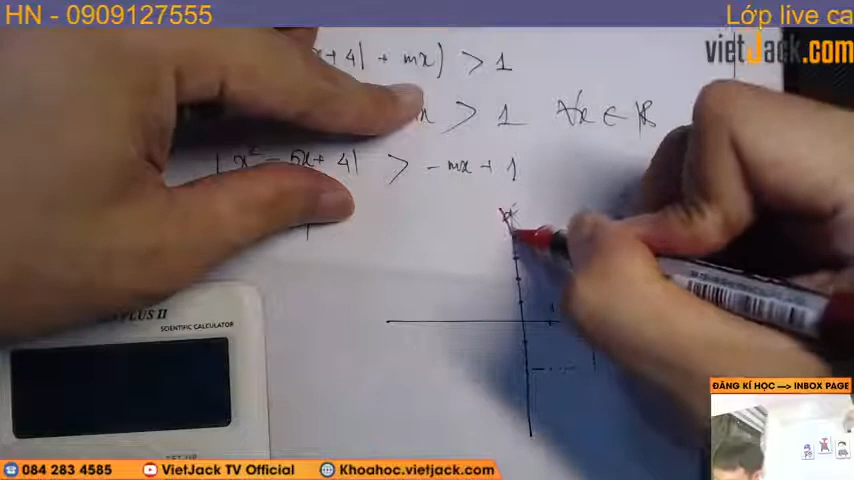 HN - 0909127555
Lớp live ca
vietJack.com
x + 4| + mx) > 1
x > 1 ∀x ∈ ℝ
| x² - 5x + 4| > - mx + 1
1
PLUS II
SCIENTIFIC CALCULATOR
ĐĂNG KÍ HỌC —> INBOX PAGE
084 283 4585
VietJack TV Official
Khoahoc.vietjack.com